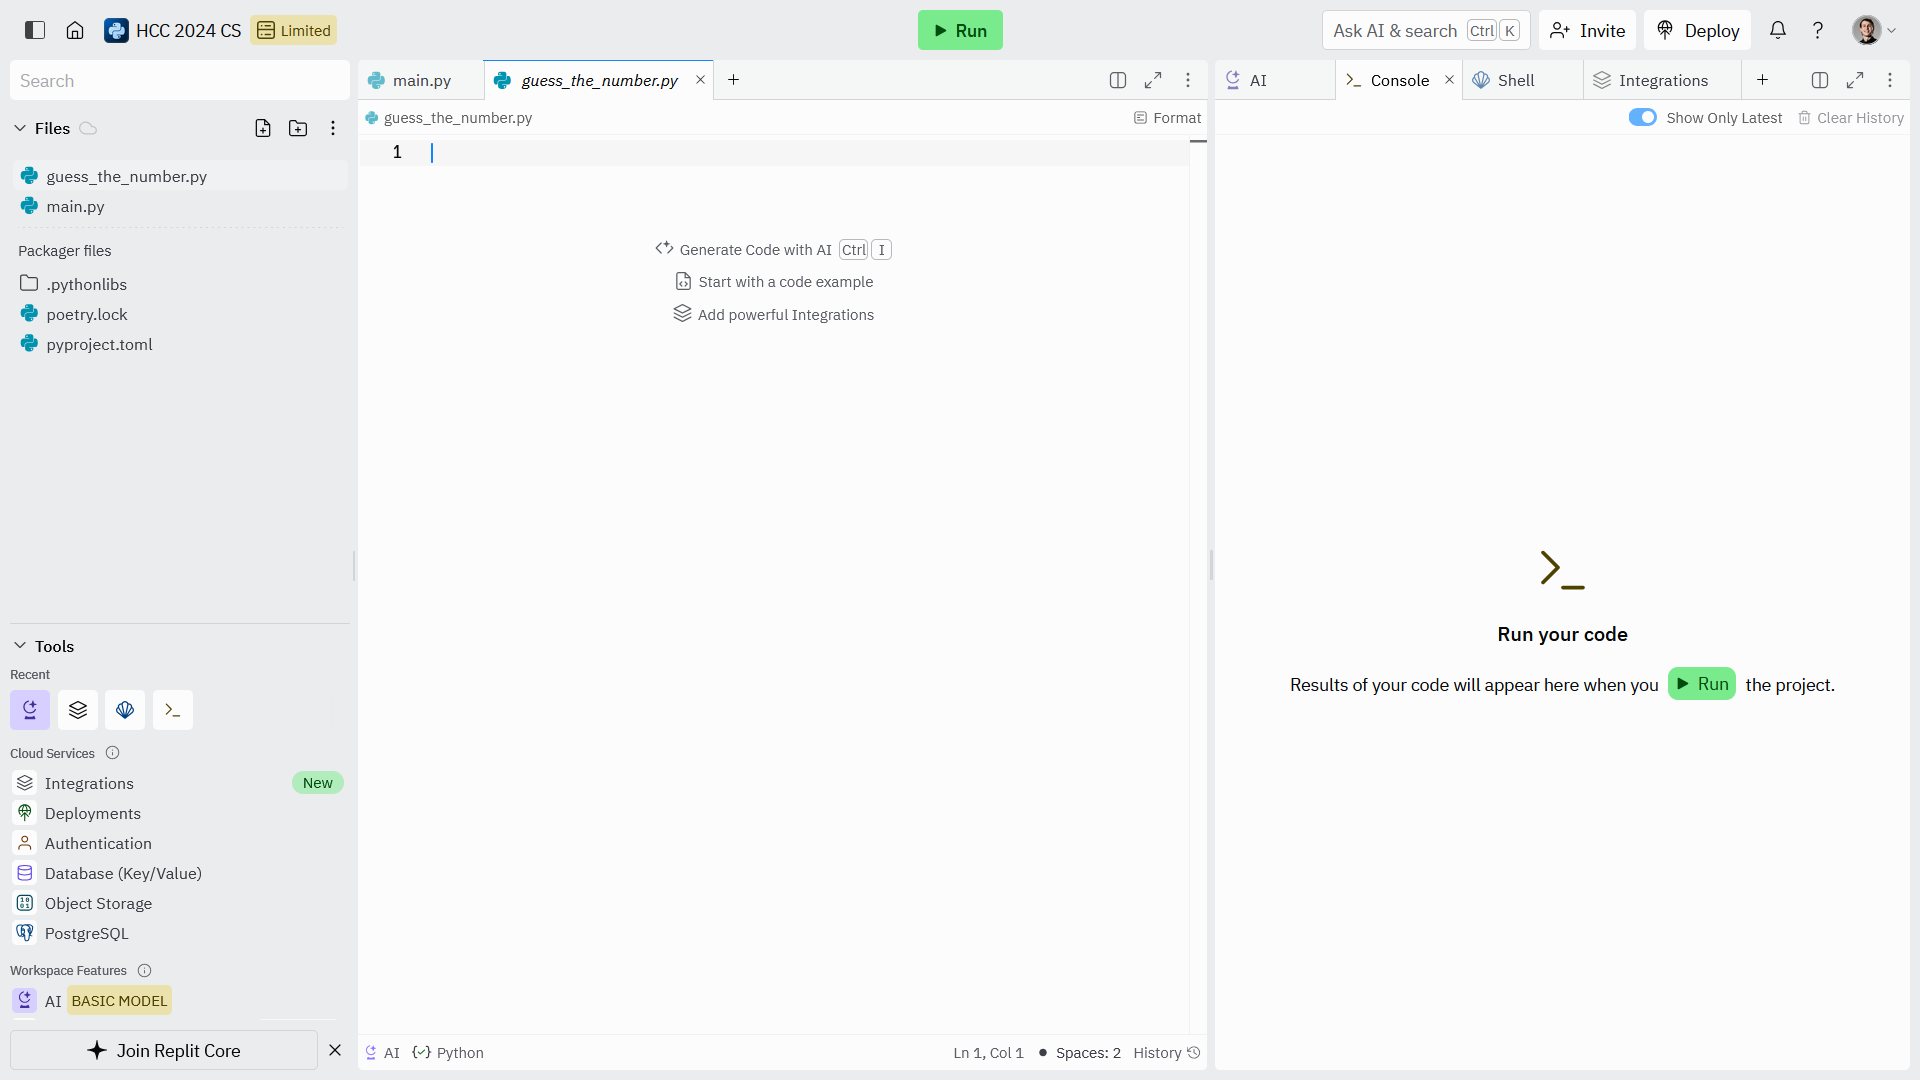 HCC 2024 CS
Limited
Run
Ask AI & search Ctrl K
Invite
Deploy
Search
Files
guess_the_number.py
main.py
Packager files
.pythonlibs
poetry.lock
pyproject.toml
Tools
Recent
Cloud Services
Integrations New
Deployments
Authentication
Database (Key/Value)
Object Storage
PostgreSQL
Workspace Features
AI BASIC MODEL
Join Replit Core
main.py
guess_the_number.py
guess_the_number.py
Format
1
Generate Code with AI Ctrl I
Start with a code example
Add powerful Integrations
AI
Python
Ln 1, Col 1
Spaces: 2
History
AI
Console
Shell
Integrations
Show Only Latest
Clear History
Run your code
Results of your code will appear here when you Run the project.